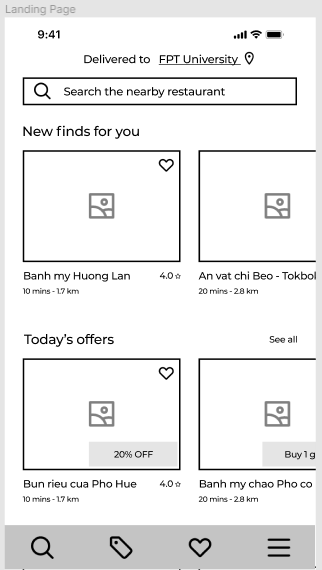 Landing Page
9:41
Delivered to FPT University
Search the nearby restaurant
New finds for you
Banh my Huong Lan 4.0
An vat chi Beo - Tokbol
10 mins - 1.7 km
20 mins - 2.8 km
Today's offers See all
20% OFF
Buy 1 g
Bun rieu cua Pho Hue 4.0
Banh my chao Pho co
10 mins - 1.7 km
20 mins - 2.8 km